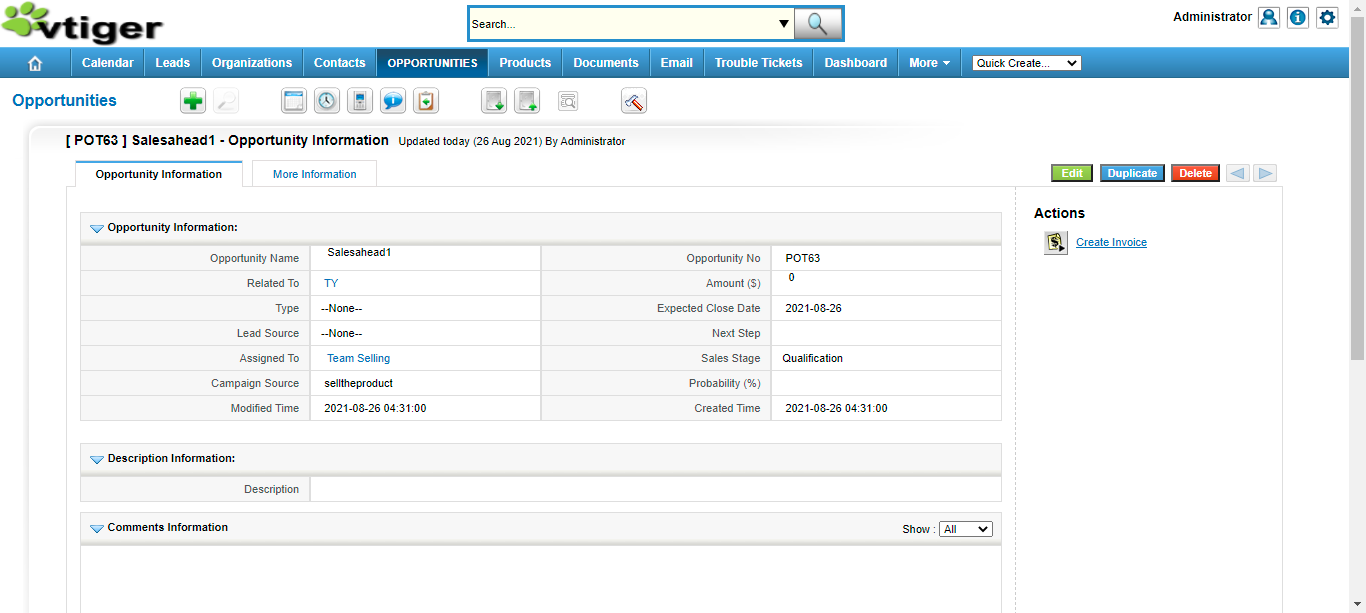 vtiger
Search...
Administrator
Calendar Leads Organizations Contacts OPPORTUNITIES Products Documents Email Trouble Tickets Dashboard More Quick Create...
Opportunities
[ POT63 ] Salesahead1 - Opportunity Information Updated today (26 Aug 2021) By Administrator
Opportunity Information More Information Edit Duplicate Delete
Actions
Create Invoice
Opportunity Information:
Opportunity Name Salesahead1 Opportunity No POT63
Related To TY Amount ($) 0
Type --None-- Expected Close Date 2021-08-26
Lead Source --None-- Next Step
Assigned To Team Selling Sales Stage Qualification
Campaign Source selltheproduct Probability (%)
Modified Time 2021-08-26 04:31:00 Created Time 2021-08-26 04:31:00
Description Information:
Description
Comments Information Show : All